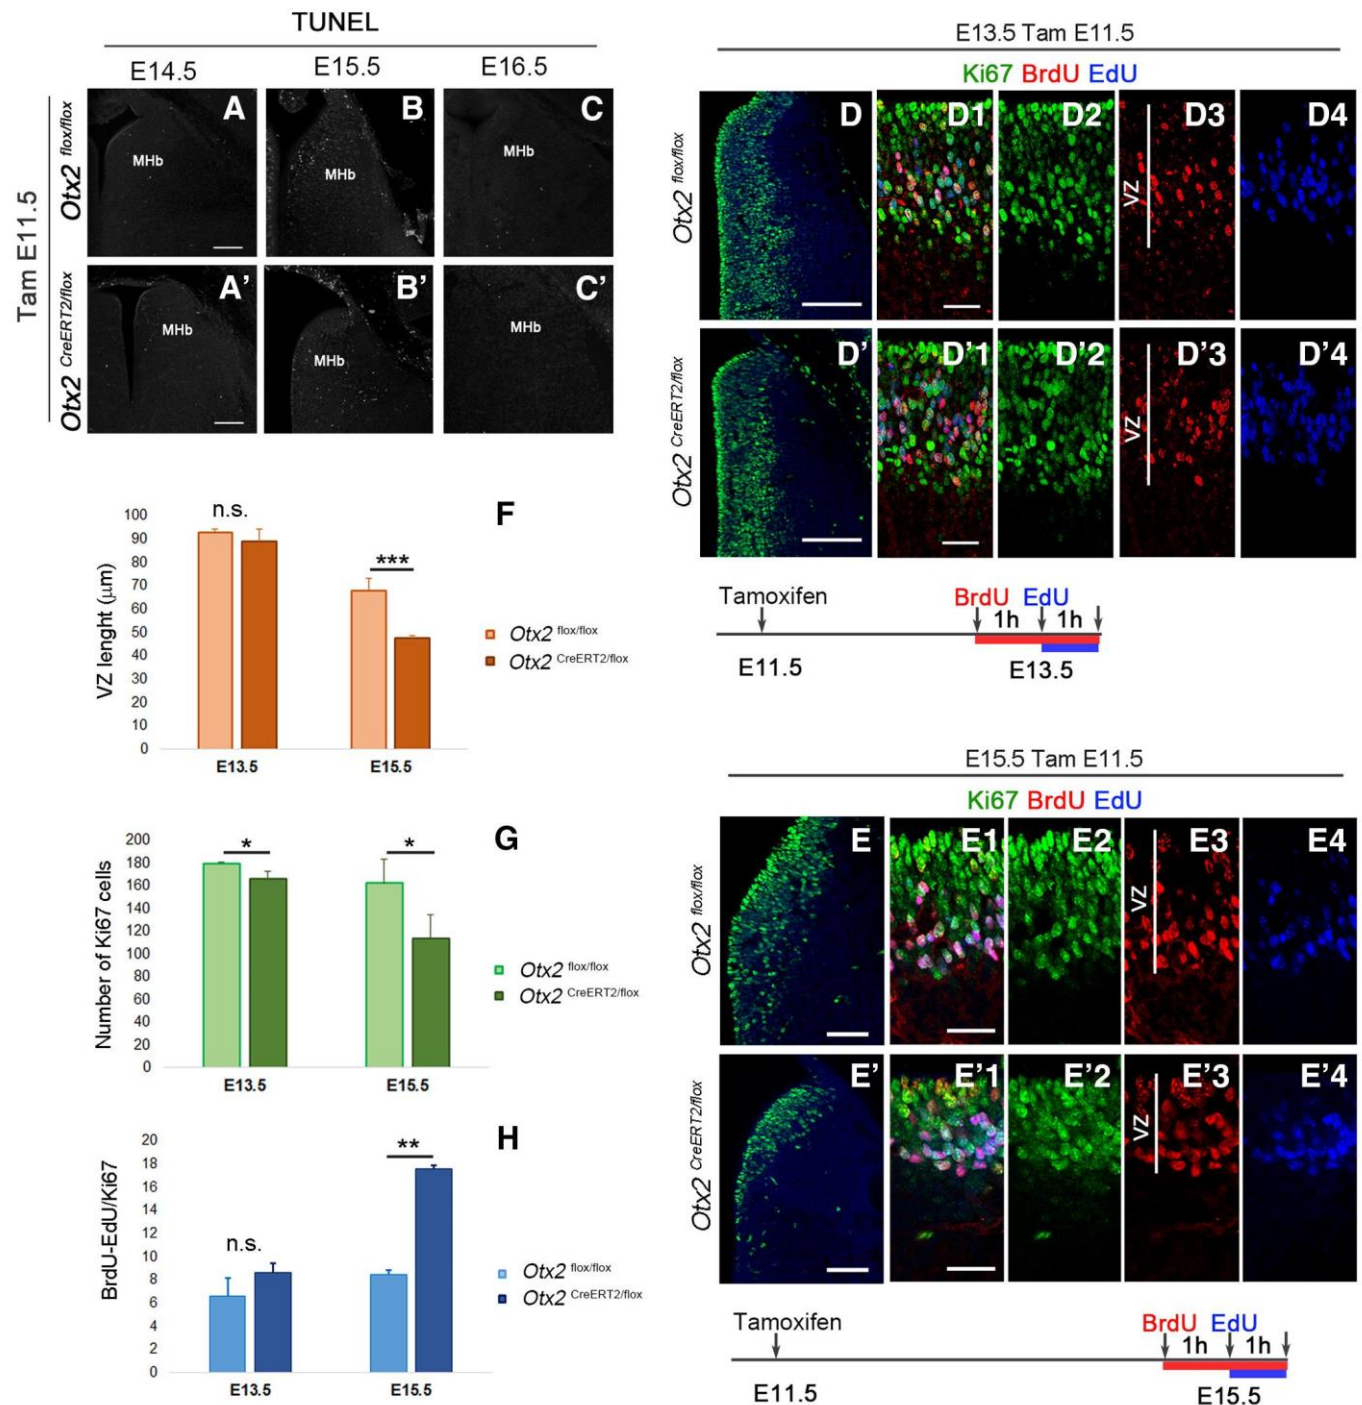 TUNEL
E14.5 E15.5 E16.5
Tam E11.5
Otx2 flox/flox
A B C
MHb MHb MHb
Otx2 CreERT2/flox
A' B' C'
MHb MHb MHb
E13.5 Tam E11.5
Ki67 BrdU EdU
Otx2 flox/flox
D D1 D2 D3 D4
VZ
Otx2 CreERT2/flox
D' D'1 D'2 D'3 D'4
VZ
Tamoxifen BrdU EdU
1h 1h
E11.5 E13.5
F
VZ lenght (μm)
100
90
80
70
60
50
40
30
20
10
0
n.s.
***
E13.5 E15.5
Otx2 flox/flox
Otx2 CreERT2/flox
G
Number of Ki67 cells
200
180
160
140
120
100
80
60
40
20
0
* *
E13.5 E15.5
Otx2 flox/flox
Otx2 CreERT2/flox
H
BrdU-EdU/Ki67
20
18
16
14
12
10
8
6
4
2
0
n.s.
**
E13.5 E15.5
Otx2 flox/flox
Otx2 CreERT2/flox
E15.5 Tam E11.5
Ki67 BrdU EdU
Otx2 flox/flox
E E1 E2 E3 E4
VZ
Otx2 CreERT2/flox
E' E'1 E'2 E'3 E'4
VZ
Tamoxifen BrdU EdU
1h 1h
E11.5 E15.5